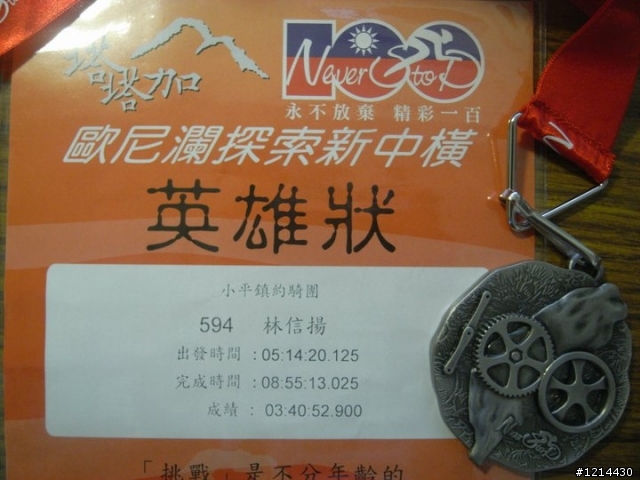 塔塔加
100
Never Stop
永不放棄 精彩一百
歐尼瀾探索新中橫
英雄狀
小平鎮約騎團
594 林信揚
出發時間 : 05:14:20.125
完成時間 : 08:55:13.025
成績 : 03:40:52.900
「挑戰」是不分年齡的
#1214430